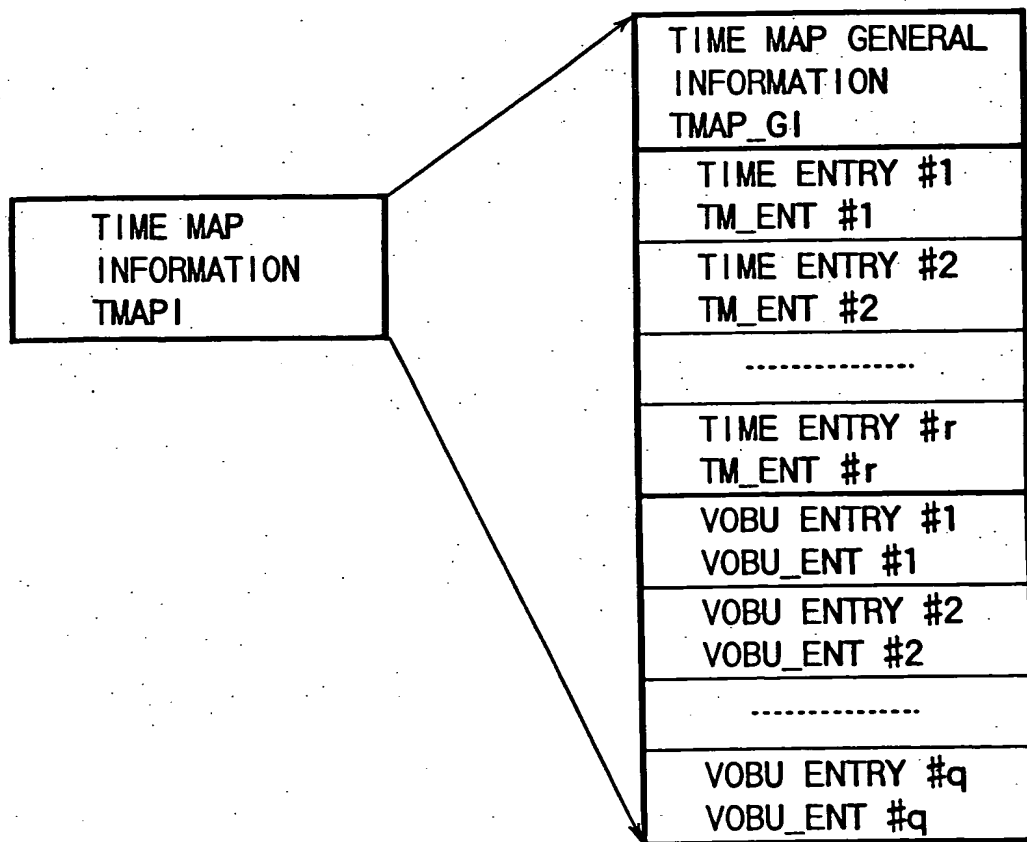 TIME MAP
INFORMATION
TMAPI
TIME MAP GENERAL
INFORMATION
TMAP_GI
TIME ENTRY #1
TM_ENT #1
TIME ENTRY #2
TM_ENT #2
---------------
TIME ENTRY #r
TM_ENT #r
VOBU ENTRY #1
VOBU_ENT #1
VOBU ENTRY #2
VOBU_ENT #2
---------------
VOBU ENTRY #q
VOBU_ENT #q